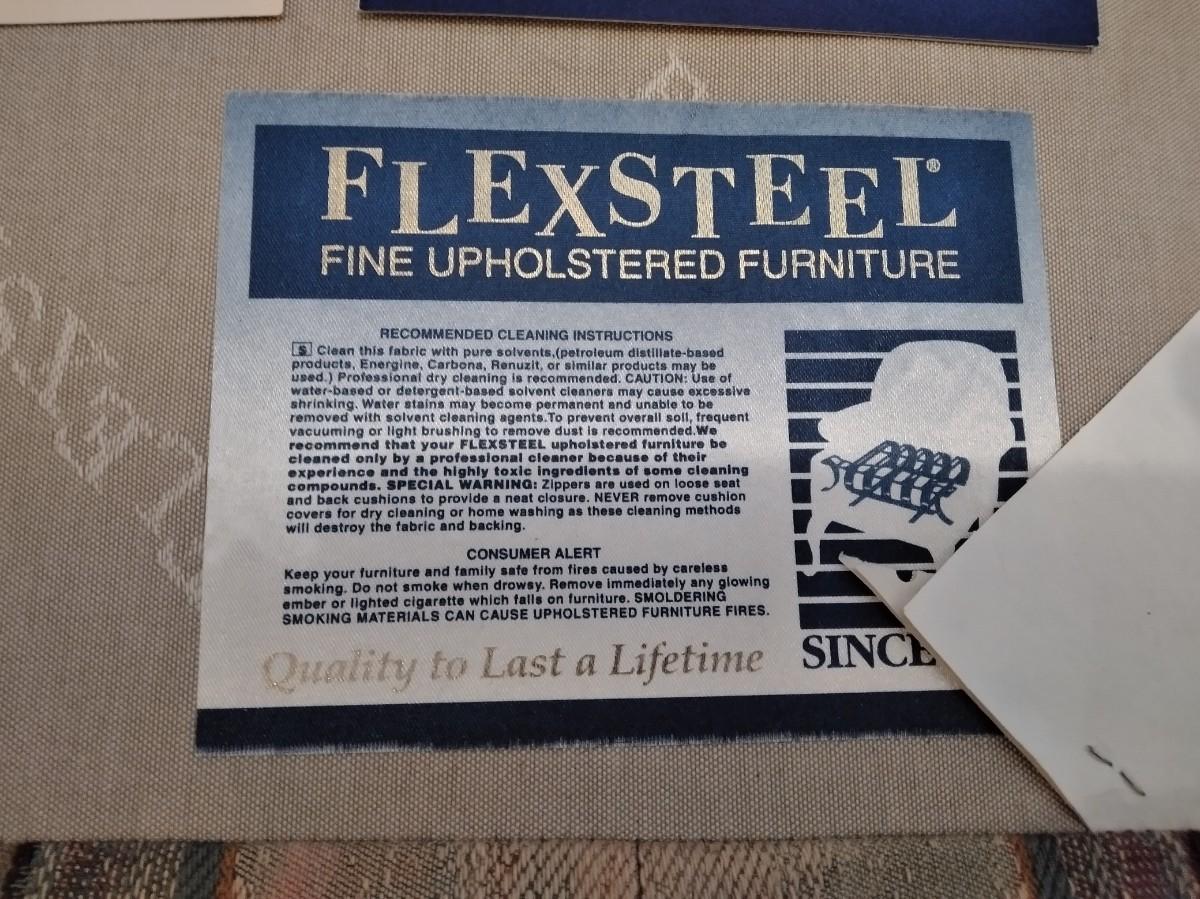 FLEXSTEEL®
FINE UPHOLSTERED FURNITURE
RECOMMENDED CLEANING INSTRUCTIONS
S Clean this fabric with pure solvents,(petroleum distillate-based
products, Energine, Carbona, Renuzit, or similar products may be
used.) Professional dry cleaning is recommended. CAUTION: Use of
water-based or detergent-based solvent cleaners may cause excessive
shrinking. Water stains may become permanent and unable to be
removed with solvent cleaning agents.To prevent overall soil, frequent
vacuuming or light brushing to remove dust is recommended.We
recommend that your FLEXSTEEL upholstered furniture be
cleaned only by a professional cleaner because of their
experience and the highly toxic ingredients of some cleaning
compounds. SPECIAL WARNING: Zippers are used on loose seat
and back cushions to provide a neat closure. NEVER remove cushion
covers for dry cleaning or home washing as these cleaning methods
will destroy the fabric and backing.
CONSUMER ALERT
Keep your furniture and family safe from fires caused by careless
smoking. Do not smoke when drowsy. Remove immediately any glowing
ember or lighted cigarette which falls on furniture. SMOLDERING
SMOKING MATERIALS CAN CAUSE UPHOLSTERED FURNITURE FIRES.
Quality to Last a Lifetime
SINCE